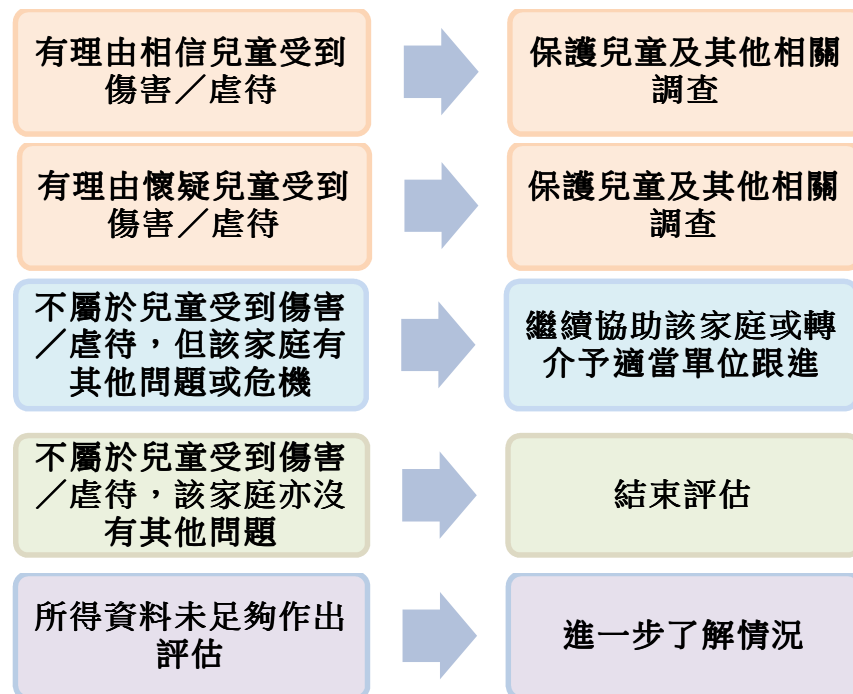 有理由相信兒童受到
傷害／虐待
保護兒童及其他相關
調查
有理由懷疑兒童受到
傷害／虐待
保護兒童及其他相關
調查
不屬於兒童受到傷害
／虐待，但該家庭有
其他問題或危機
繼續協助該家庭或轉
介予適當單位跟進
不屬於兒童受到傷害
／虐待，該家庭亦沒
有其他問題
結束評估
所得資料未足夠作出
評估
進一步了解情況